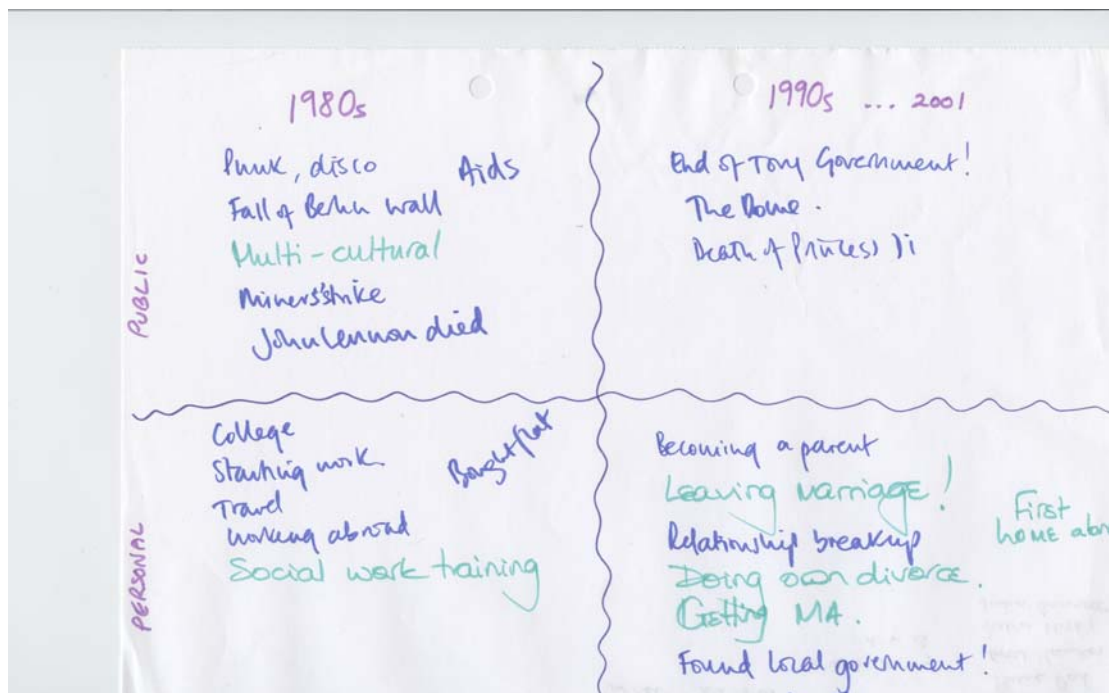 1980s
1990s ... 2001
PUBLIC
Punk, disco
Aids
Fall of Berlin wall
Multi-cultural
Miners' strike
John Lennon died
End of Tory Government!
The Dome.
Death of Princess Di
PERSONAL
College
Starting work
Travel
Working abroad
Social work training
Bought flat
Becoming a parent
Leaving marriage!
Relationship breakup
Doing own divorce.
Getting MA.
Found local government!
First
home